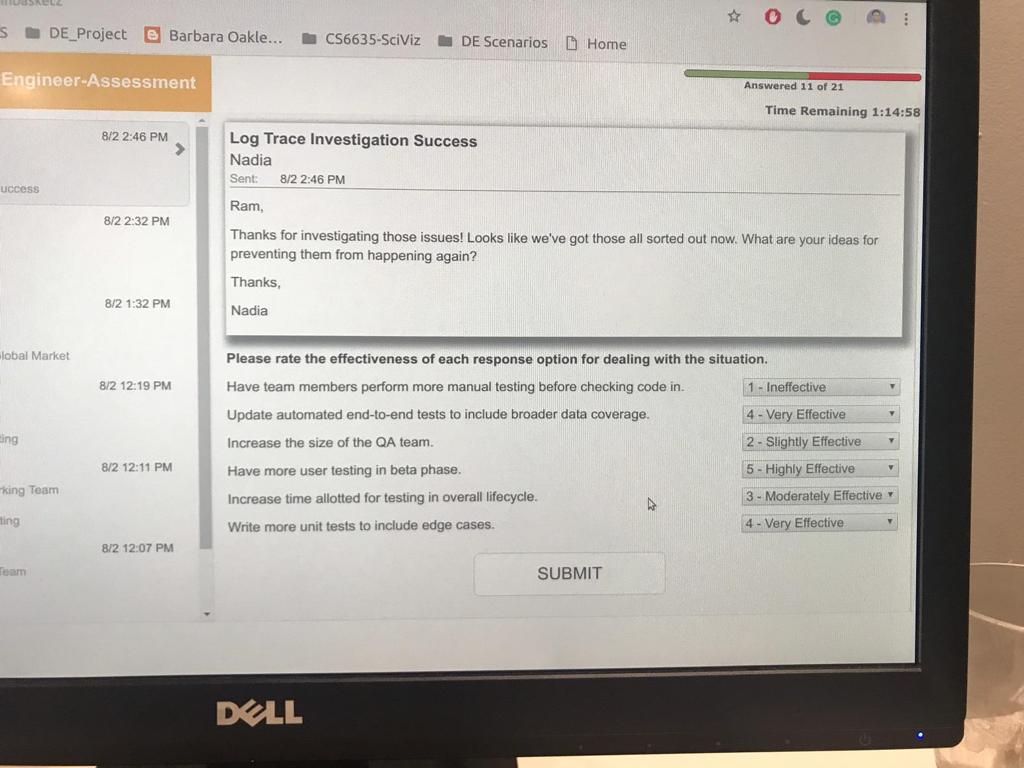 S DE_Project Barbara Oakle... CS6635-SciViz DE Scenarios Home
Engineer-Assessment
Answered 11 of 21
Time Remaining 1:14:58
8/2 2:46 PM
uccess
8/2 2:32 PM
8/2 1:32 PM
lobal Market
8/2 12:19 PM
ting
8/2 12:11 PM
rking Team
ting
8/2 12:07 PM
Team
Log Trace Investigation Success
Nadia
Sent: 8/2 2:46 PM
Ram,
Thanks for investigating those issues! Looks like we've got those all sorted out now. What are your ideas for
preventing them from happening again?
Thanks,
Nadia
Please rate the effectiveness of each response option for dealing with the situation.
Have team members perform more manual testing before checking code in. 1 - Ineffective
Update automated end-to-end tests to include broader data coverage. 4 - Very Effective
Increase the size of the QA team. 2 - Slightly Effective
Have more user testing in beta phase. 5 - Highly Effective
Increase time allotted for testing in overall lifecycle. 3 - Moderately Effective
Write more unit tests to include edge cases. 4 - Very Effective
SUBMIT
DELL